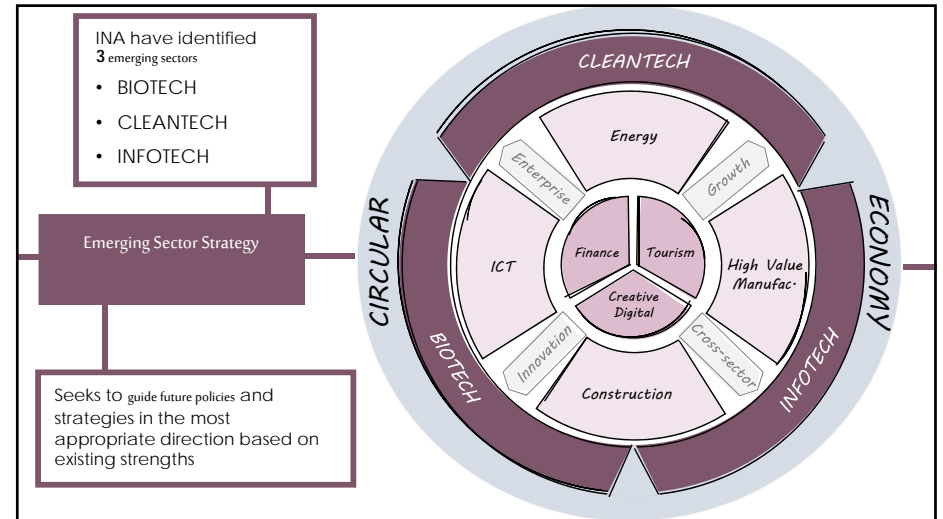 INA have identified
3 emerging sectors
• BIOTECH
• CLEANTECH
• INFOTECH
Emerging Sector Strategy
Seeks to guide future policies and
strategies in the most
appropriate direction based on
existing strengths
CIRCULAR
ECONOMY
CLEANTECH
BIOTECH
INFOTECH
Energy
Enterprise
Growth
ICT
High Value
Manufac.
Finance
Tourism
Creative
Digital
Innovation
Cross-sector
Construction